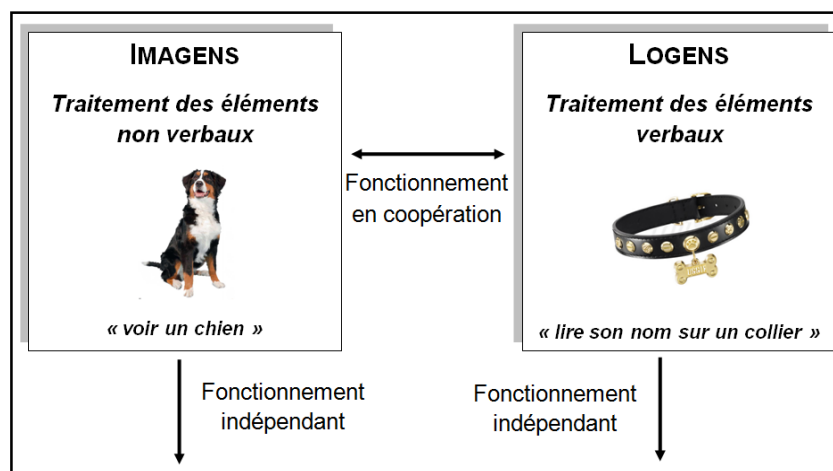 IMAGENS
Traitement des éléments
non verbaux
« voir un chien »
Fonctionnement
en coopération
LOGENS
Traitement des éléments
verbaux
« lire son nom sur un collier »
Fonctionnement
indépendant
Fonctionnement
indépendant